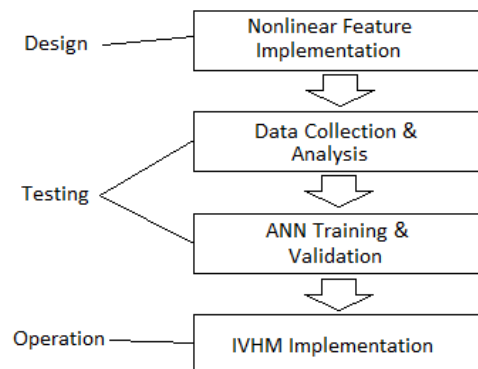 Design
Nonlinear Feature
Implementation
Data Collection &
Analysis
Testing
ANN Training &
Validation
Operation
IVHM Implementation